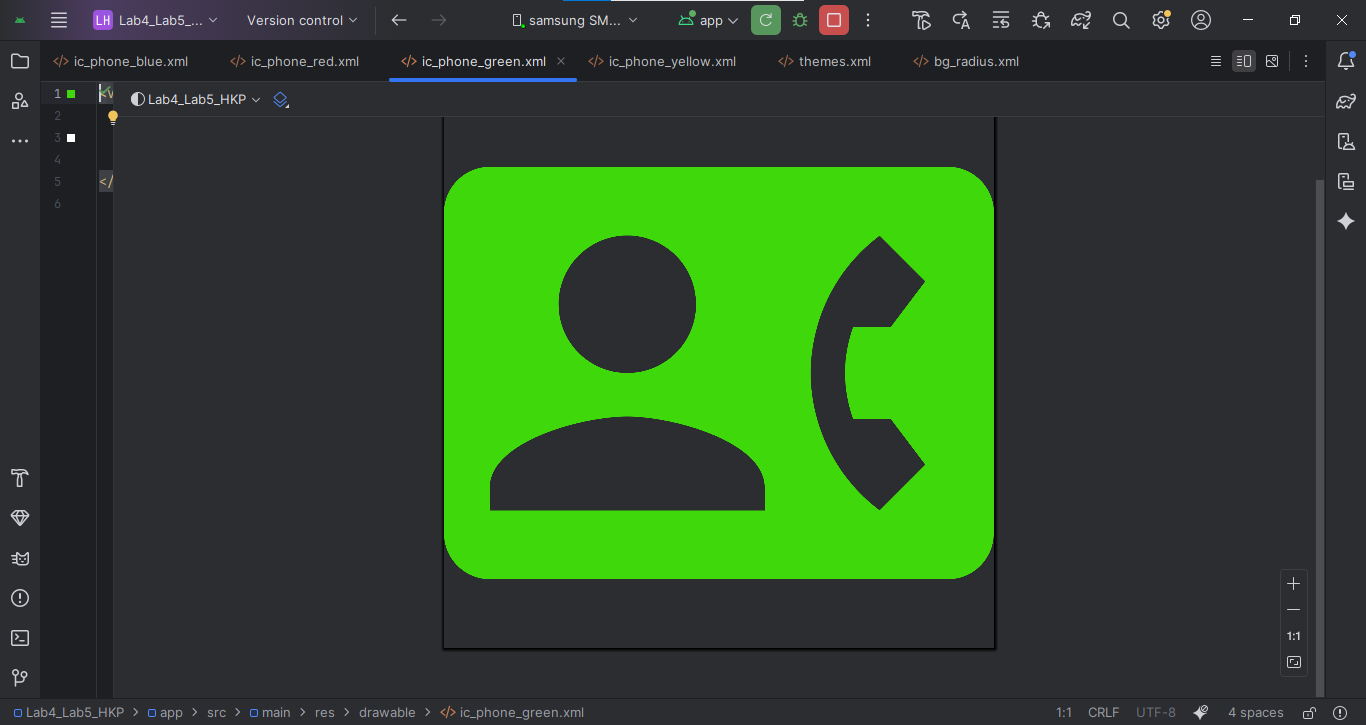 LH Lab4_Lab5_... Version control samsung SM... app
ic_phone_blue.xml ic_phone_red.xml ic_phone_green.xml ic_phone_yellow.xml themes.xml bg_radius.xml
1 <v Lab4_Lab5_HKP
2
3
4
5 </
6
1:1
Lab4_Lab5_HKP > app > src > main > res > drawable > ic_phone_green.xml 1:1 CRLF UTF-8 4 spaces